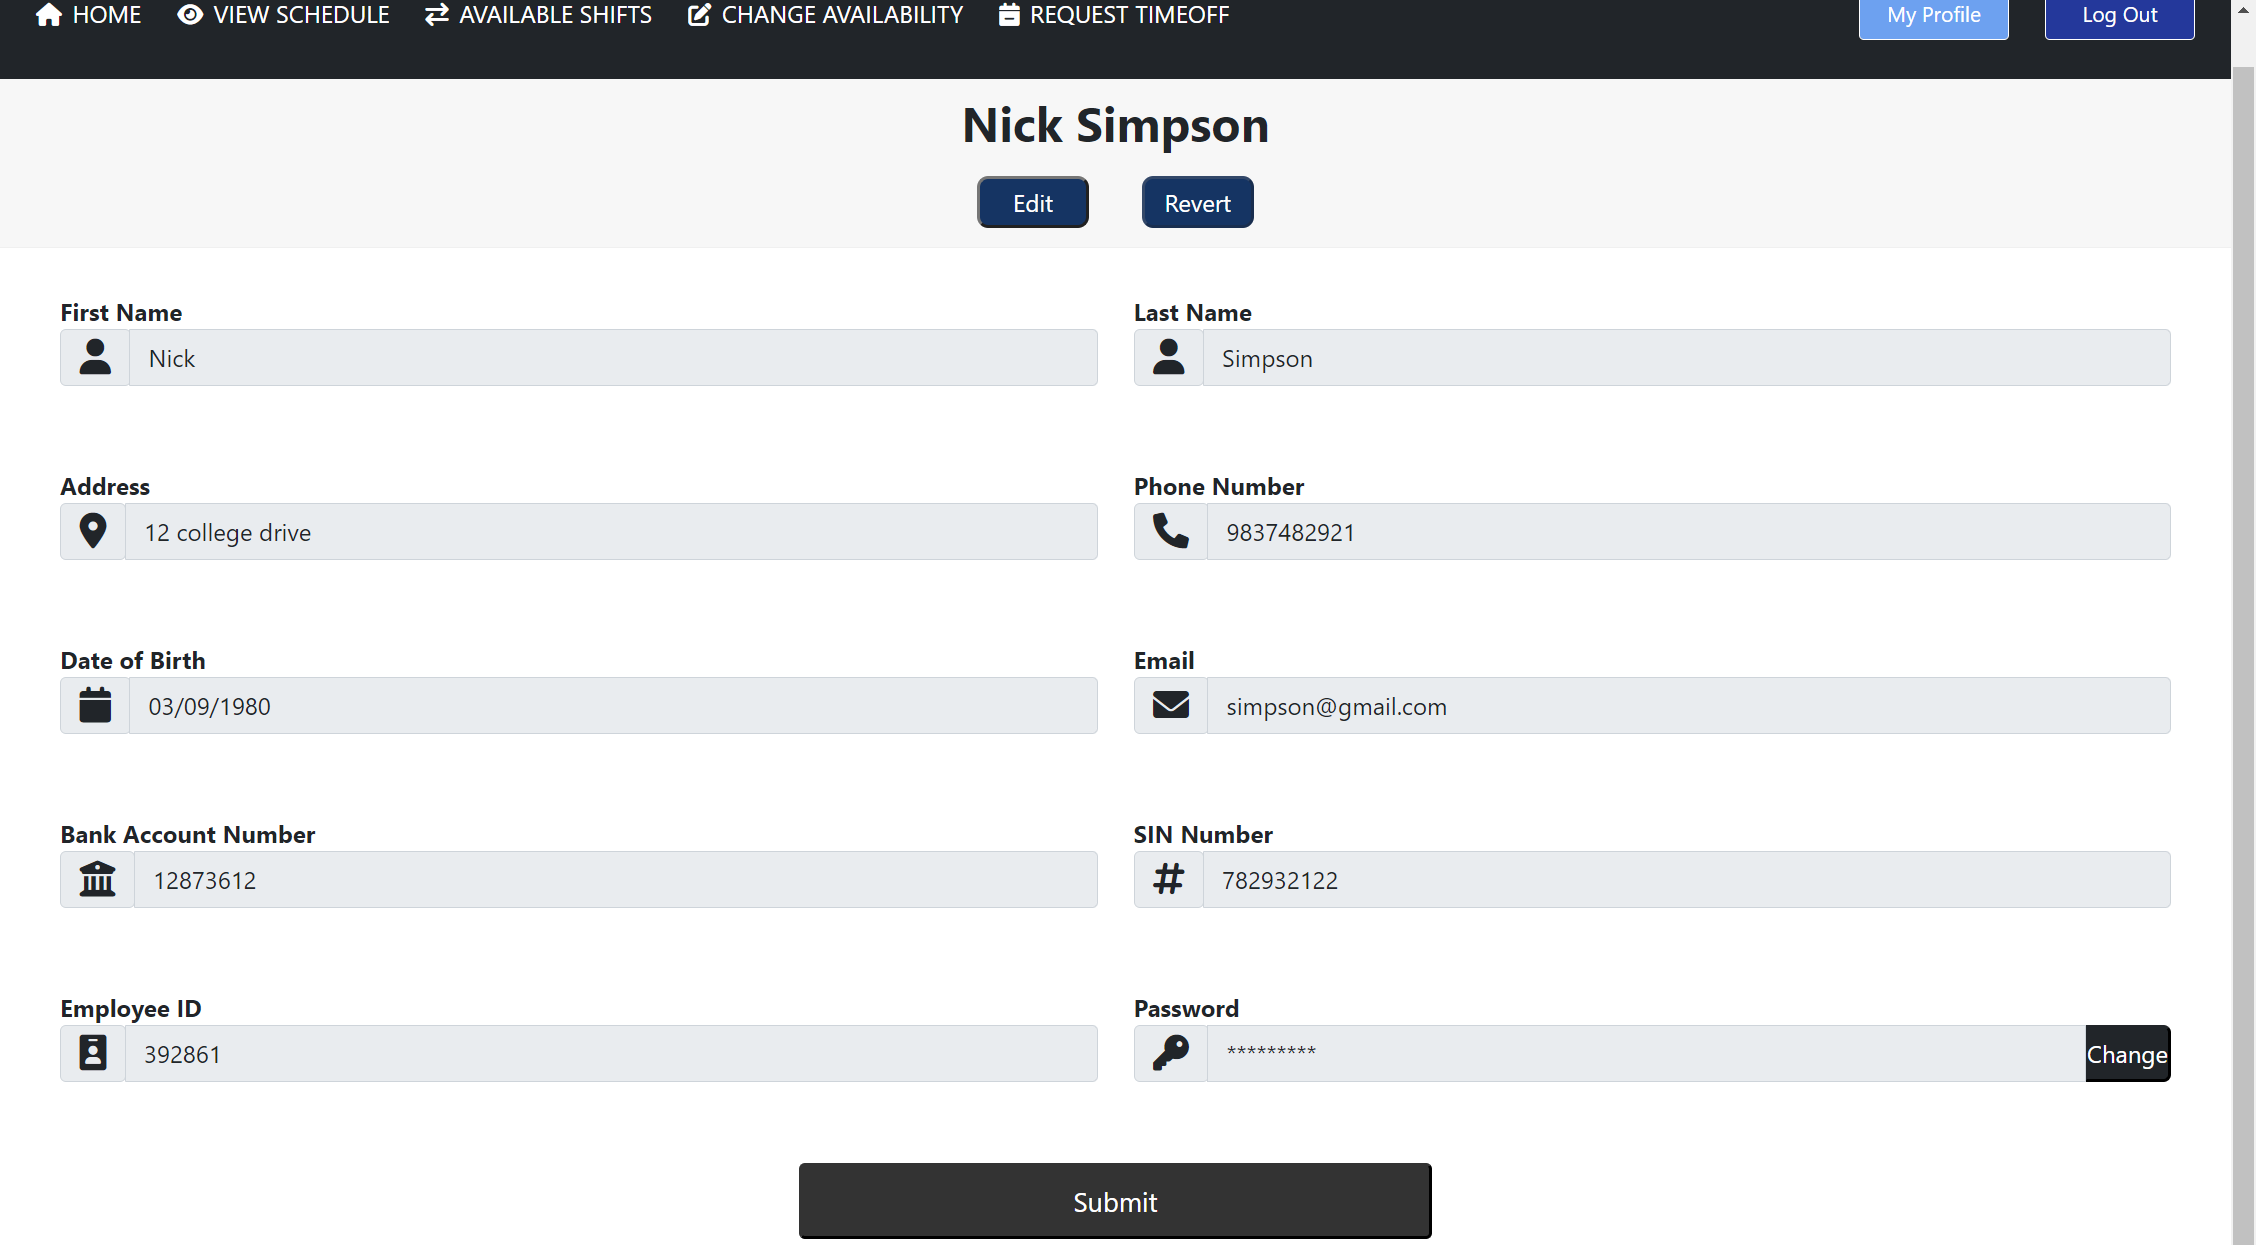 HOME VIEW SCHEDULE AVAILABLE SHIFTS CHANGE AVAILABILITY REQUEST TIMEOFF My Profile Log Out
Nick Simpson
Edit Revert
First Name Last Name
Nick Simpson
Address Phone Number
12 college drive 9837482921
Date of Birth Email
03/09/1980 simpson@gmail.com
Bank Account Number SIN Number
12873612 782932122
Employee ID Password
392861 ********* Change
Submit